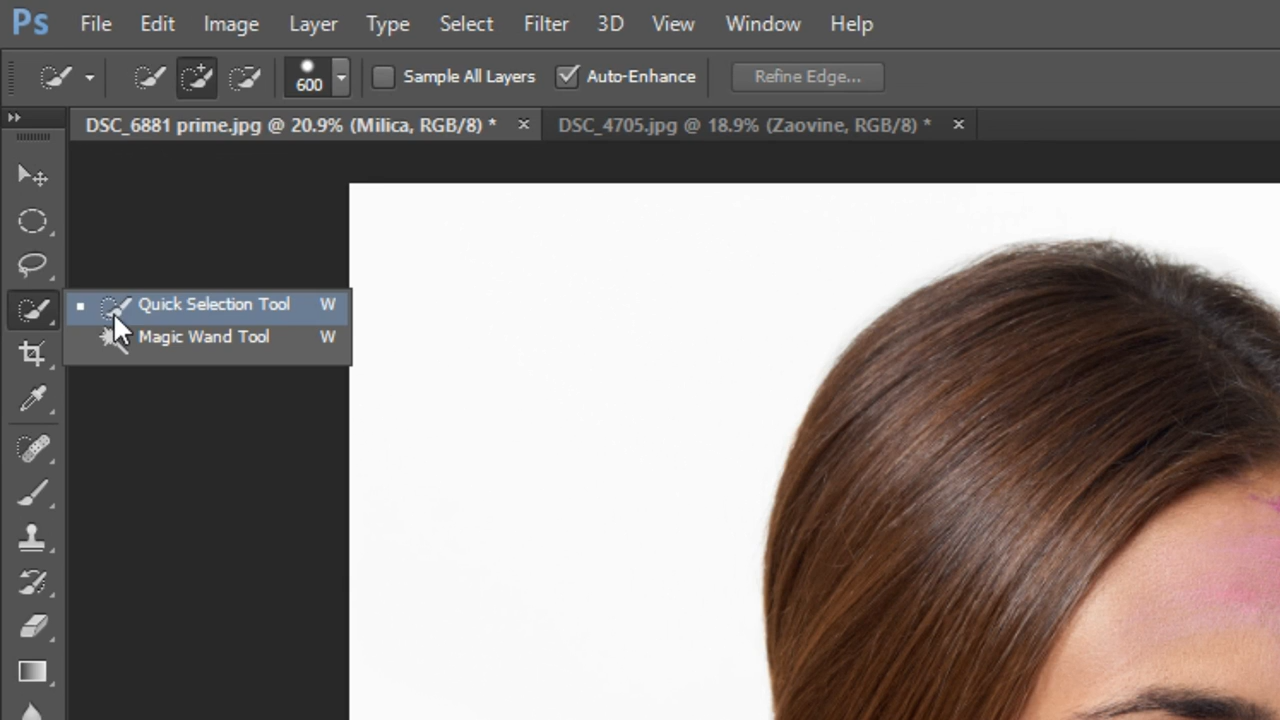 Ps File Edit Image Layer Type Select Filter 3D View Window Help
600 Sample All Layers Auto-Enhance Refine Edge...
DSC_6881 prime.jpg @ 20.9% (Milica, RGB/8) * × DSC_4705.jpg @ 18.9% (Zaovine, RGB/8) * ×
Quick Selection Tool W
Magic Wand Tool W